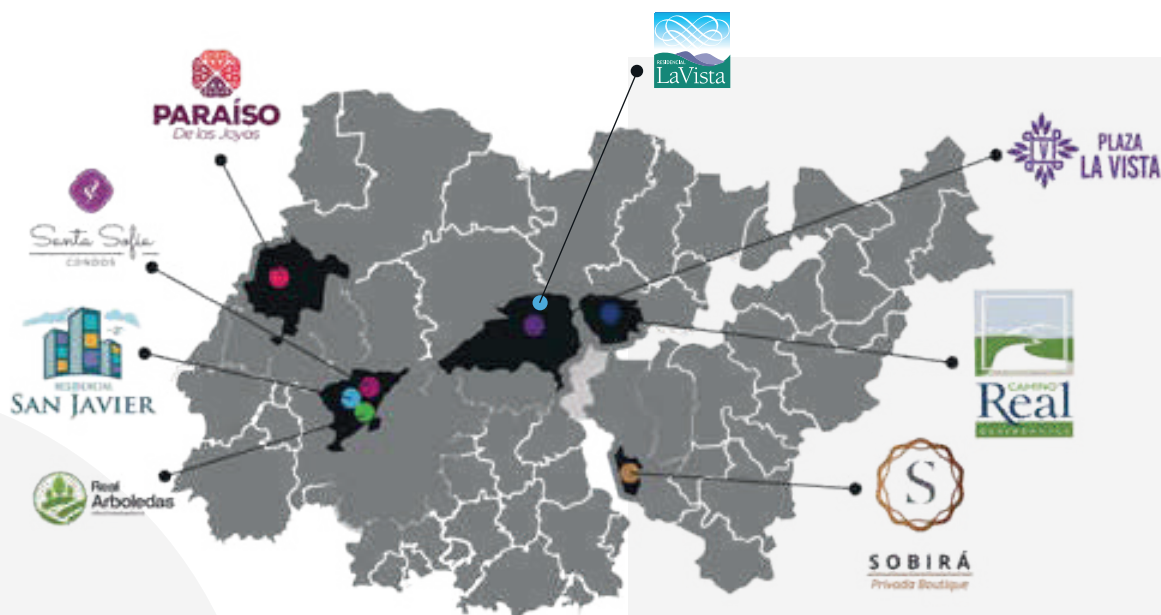 RESIDENCIAL
LaVista
PARAÍSO
De las Joyas
V
PLAZA
LA VISTA
Santa Sofía
CONDOS
RESIDENCIAL
SAN JAVIER
CAMINO
Real
Real
Arboledas
S
SOBIRÁ
Privada Boutique